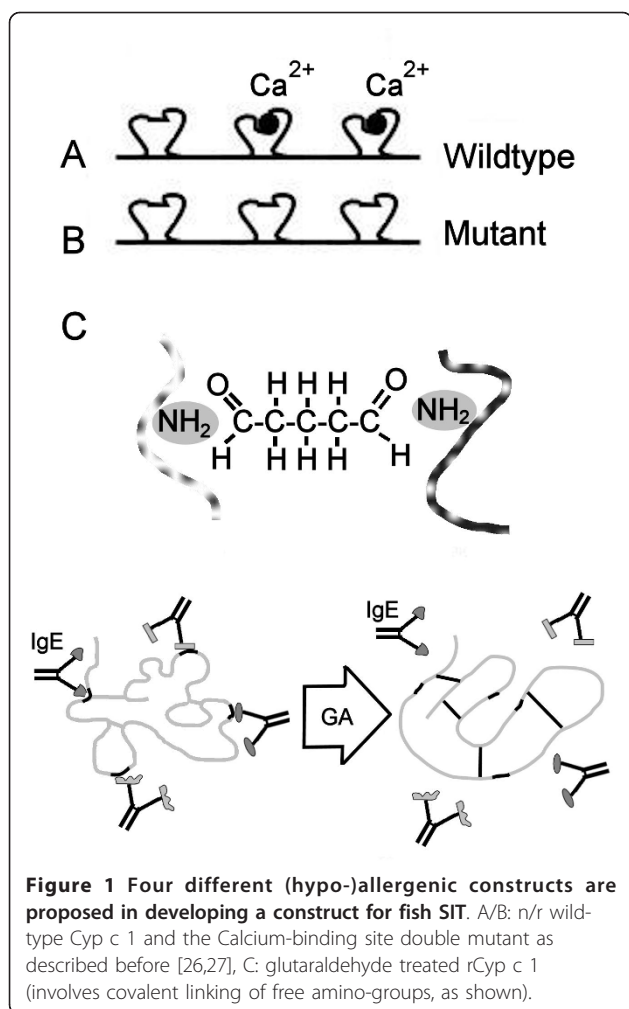 Ca2+ Ca2+
A Wildtype
B Mutant
C
O H H H O
NH2 C-C-C-C-C NH2
H H H H H
IgE IgE
GA
Figure 1 Four different (hypo-)allergenic constructs are
proposed in developing a construct for fish SIT. A/B: n/r wild-
type Cyp c 1 and the Calcium-binding site double mutant as
described before [26,27], C: glutaraldehyde treated rCyp c 1
(involves covalent linking of free amino-groups, as shown).